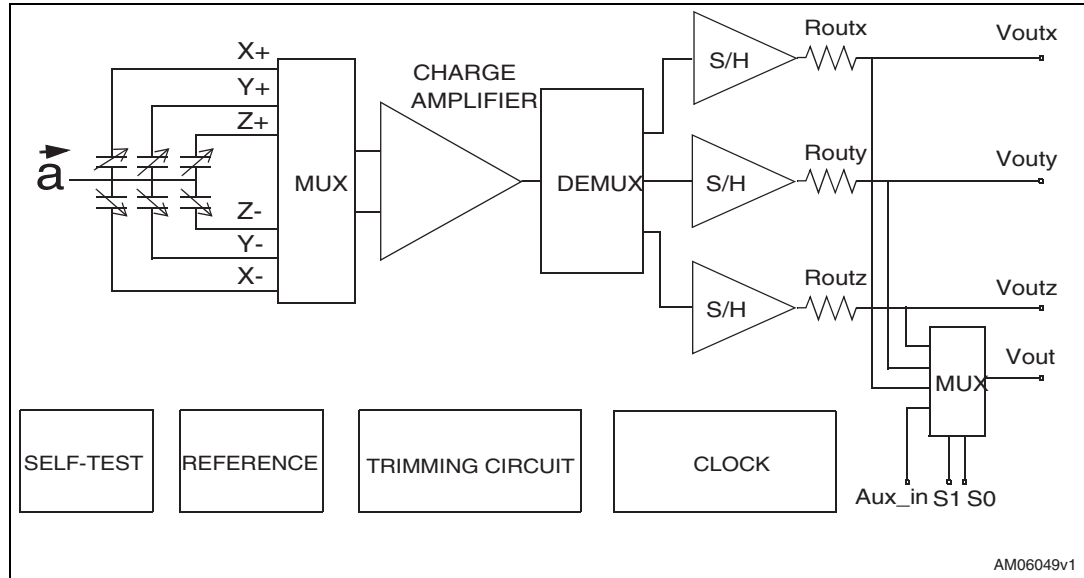 X+
Y+
Z+
a
Z-
Y-
X-
MUX
CHARGE
AMPLIFIER
DEMUX
S/H
Routx
Voutx
S/H
Routy
Vouty
S/H
Routz
Voutz
Vout
MUX
Aux_in S1 S0
SELF-TEST
REFERENCE
TRIMMING CIRCUIT
CLOCK
AM06049v1